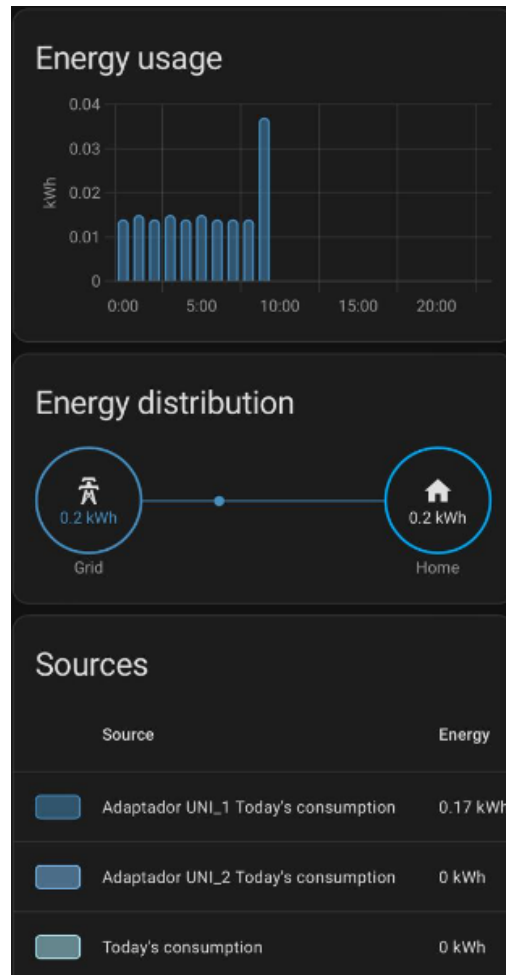 Energy usage
0.04
0.03
kWh
0.02
0.01
0
0:00 5:00 10:00 15:00 20:00
Energy distribution
0.2 kWh 0.2 kWh
Grid Home
Sources
Source Energy
Adaptador UNI_1 Today's consumption 0.17 kWh
Adaptador UNI_2 Today's consumption 0 kWh
Today's consumption 0 kWh